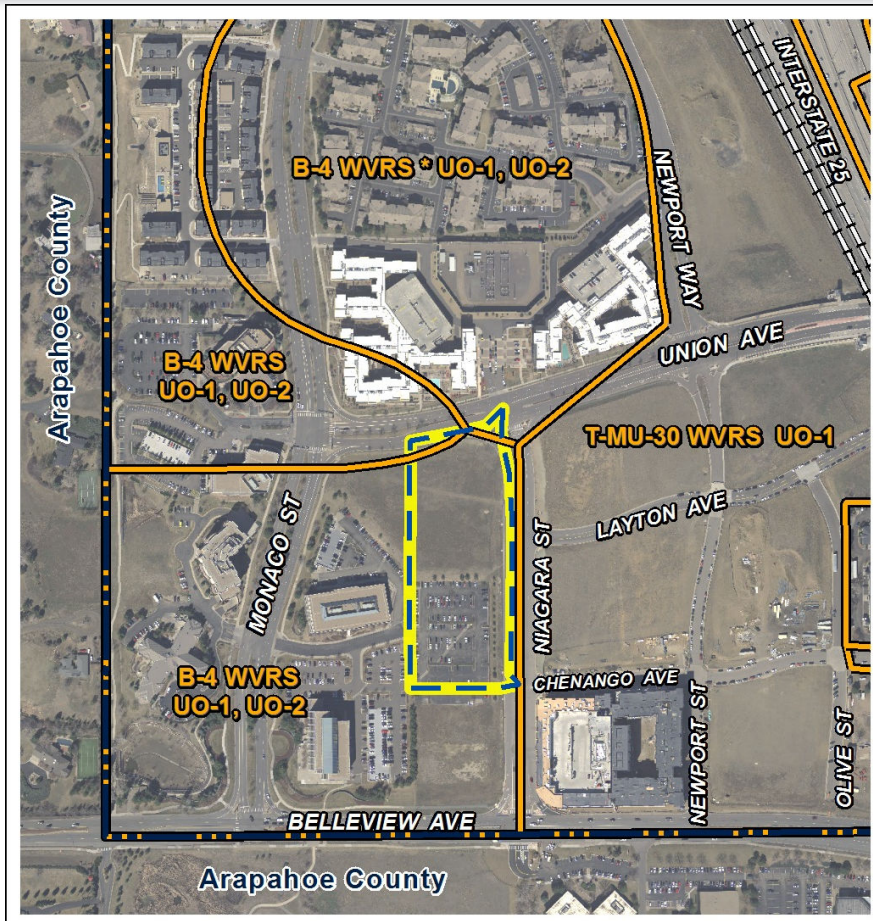 INTERSTATE 25
B-4 WVRS * UO-1, UO-2
NEWPORT WAY
Arapahoe County
UNION AVE
B-4 WVRS
UO-1, UO-2
T-MU-30 WVRS UO-1
LAYTON AVE
MONACO ST
NIAGARA ST
B-4 WVRS
UO-1, UO-2
CHENANGO AVE
NEWPORT ST
OLIVE ST
BELLEVIEW AVE
Arapahoe County